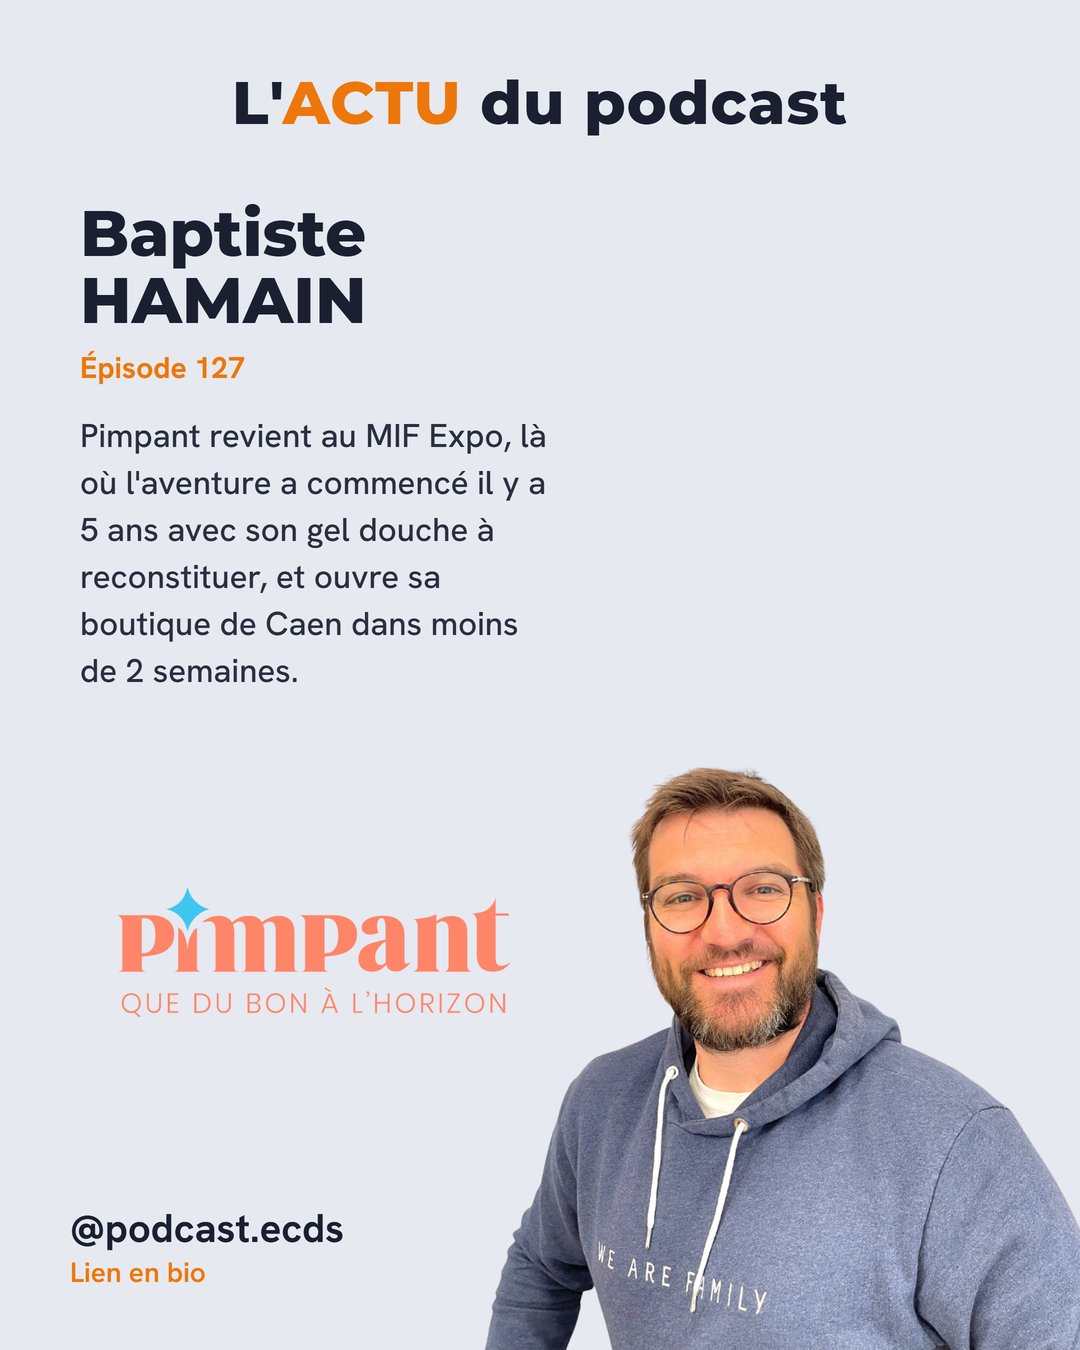 L'ACTU du podcast
Baptiste
HAMAIN
Épisode 127
Pimpant revient au MIF Expo, là
où l'aventure a commencé il y a
5 ans avec son gel douche à
reconstituer, et ouvre sa
boutique de Caen dans moins
de 2 semaines.
pimpant
QUE DU BON À L’HORIZON
WE ARE FAMILY
@podcast.ecds
Lien en bio